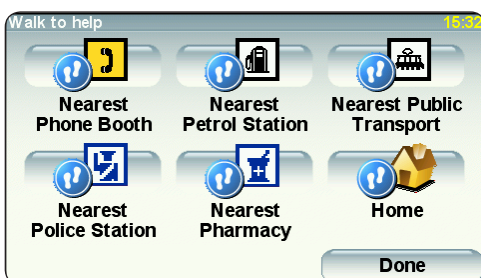 Walk to help 15:32
Nearest
Phone Booth
Nearest
Petrol Station
Nearest Public
Transport
Nearest
Police Station
Nearest
Pharmacy
Home
Done